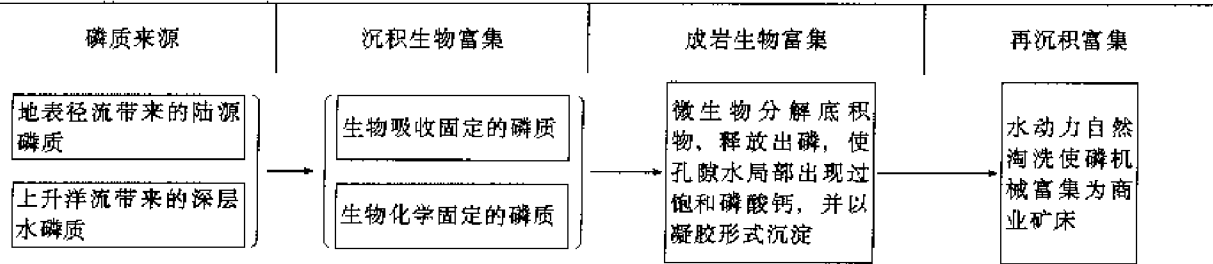 磷质来源
沉积生物富集
成岩生物富集
再沉积富集
地表径流带来的陆源
磷质
上升洋流带来的深层
水磷质
生物吸收固定的磷质
生物化学固定的磷质
微生物分解底积
物、释放出磷，使
孔隙水局部出现过
饱和磷酸钙，并以
凝胶形式沉淀
水动力自然
淘洗使磷机
械富集为商
业矿床